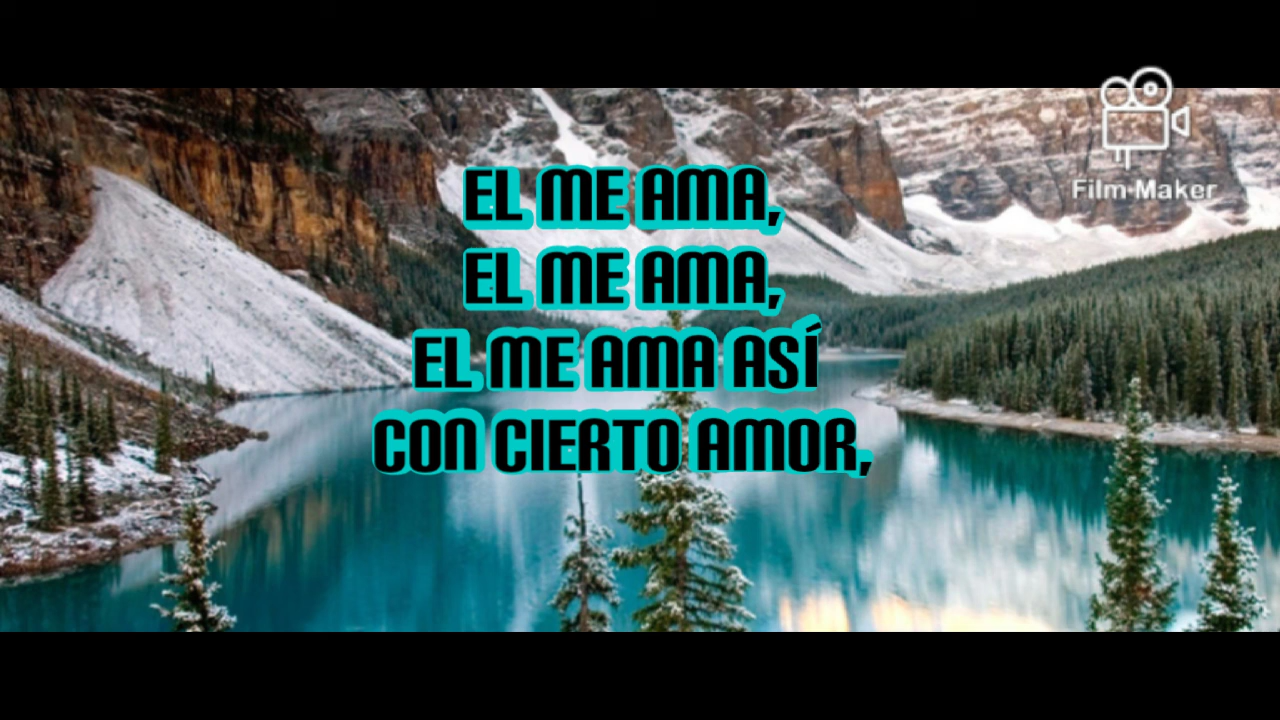 Film Maker
EL ME AMA,
EL ME AMA,
EL ME AMA ASÍ
CON CIERTO AMOR,